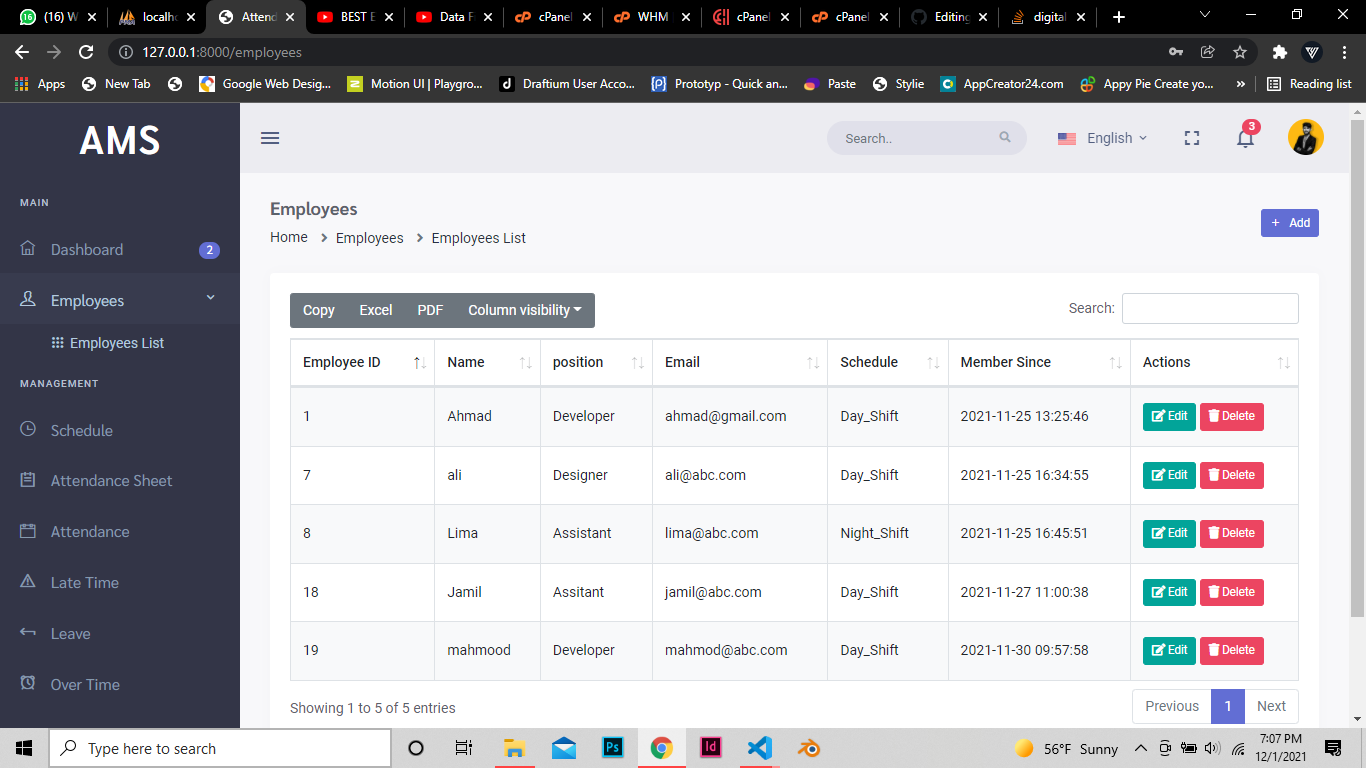 16 (16) W
localho
Attend
BEST E
Data F
cPanel
WHM
cPanel
cPanel
Editing
digital
127.0.0.1:8000/employees
Apps New Tab Google Web Desig... Motion UI | Playgro... Draftium User Acco... Prototyp - Quick an... Paste Stylie AppCreator24.com Appy Pie Create yo... » Reading list
AMS
Search..
English
3
MAIN
Dashboard 2
Employees
Employees List
MANAGEMENT
Schedule
Attendance Sheet
Attendance
Late Time
Leave
Over Time
Employees
Home > Employees > Employees List
+ Add
Copy Excel PDF Column visibility
Search:
Employee ID Name position Email Schedule Member Since Actions
1 Ahmad Developer ahmad@gmail.com Day_Shift 2021-11-25 13:25:46 Edit Delete
7 ali Designer ali@abc.com Day_Shift 2021-11-25 16:34:55 Edit Delete
8 Lima Assistant lima@abc.com Night_Shift 2021-11-25 16:45:51 Edit Delete
18 Jamil Assitant jamil@abc.com Day_Shift 2021-11-27 11:00:38 Edit Delete
19 mahmood Developer mahmod@abc.com Day_Shift 2021-11-30 09:57:58 Edit Delete
Showing 1 to 5 of 5 entries
Previous 1 Next
Type here to search
Ps
Id
56°F Sunny
7:07 PM
12/1/2021